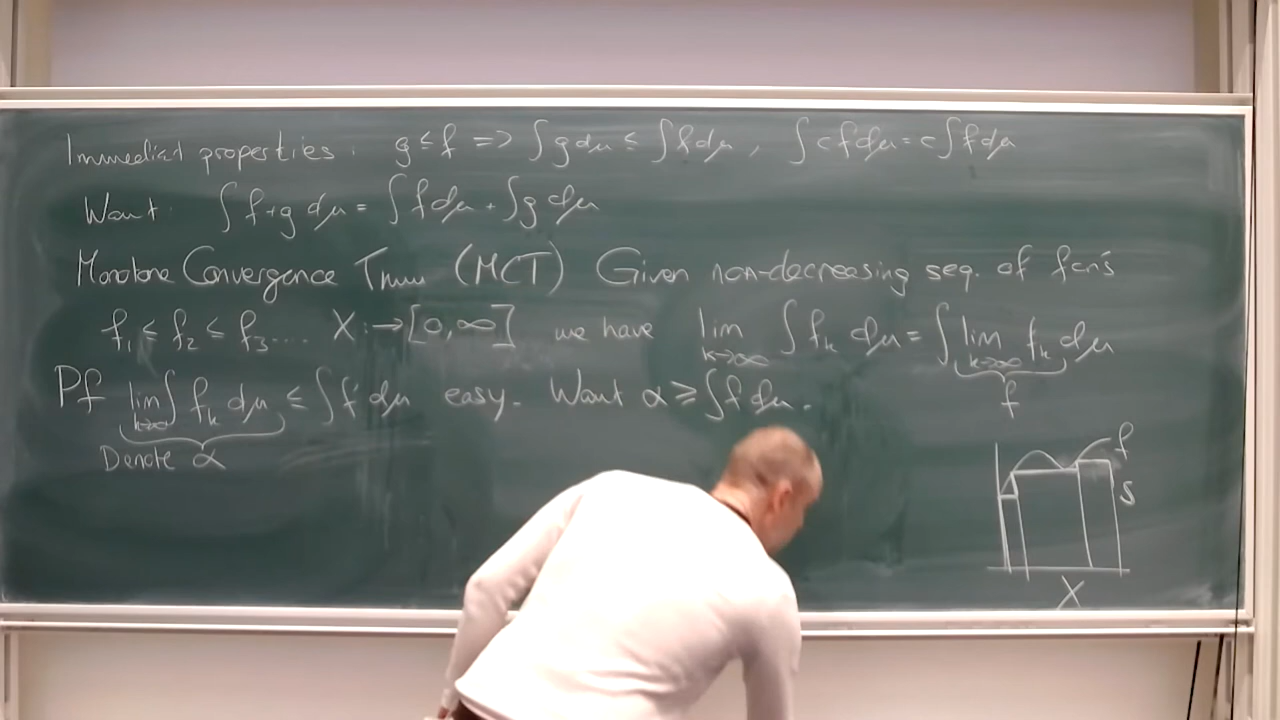 Immediat properties: g ≤ f => ∫ g dμ ≤ ∫ f dμ, ∫ c f dμ = c ∫ f dμ
Want: ∫ f+g dμ = ∫ f dμ + ∫ g dμ
Monotone Convergence Thm (MCT) Given non-decreasing seq. of fcn's
f₁ ≤ f₂ ≤ f₃ .... X → [0,∞] we have lim k→∞ ∫ fₖ dμ = ∫ lim k→∞ fₖ dμ
f
Pf lim k→∞ ∫ fₖ dμ ≤ ∫ f dμ easy. Want α ≥ ∫ f dμ.
Denote α
f
s
X